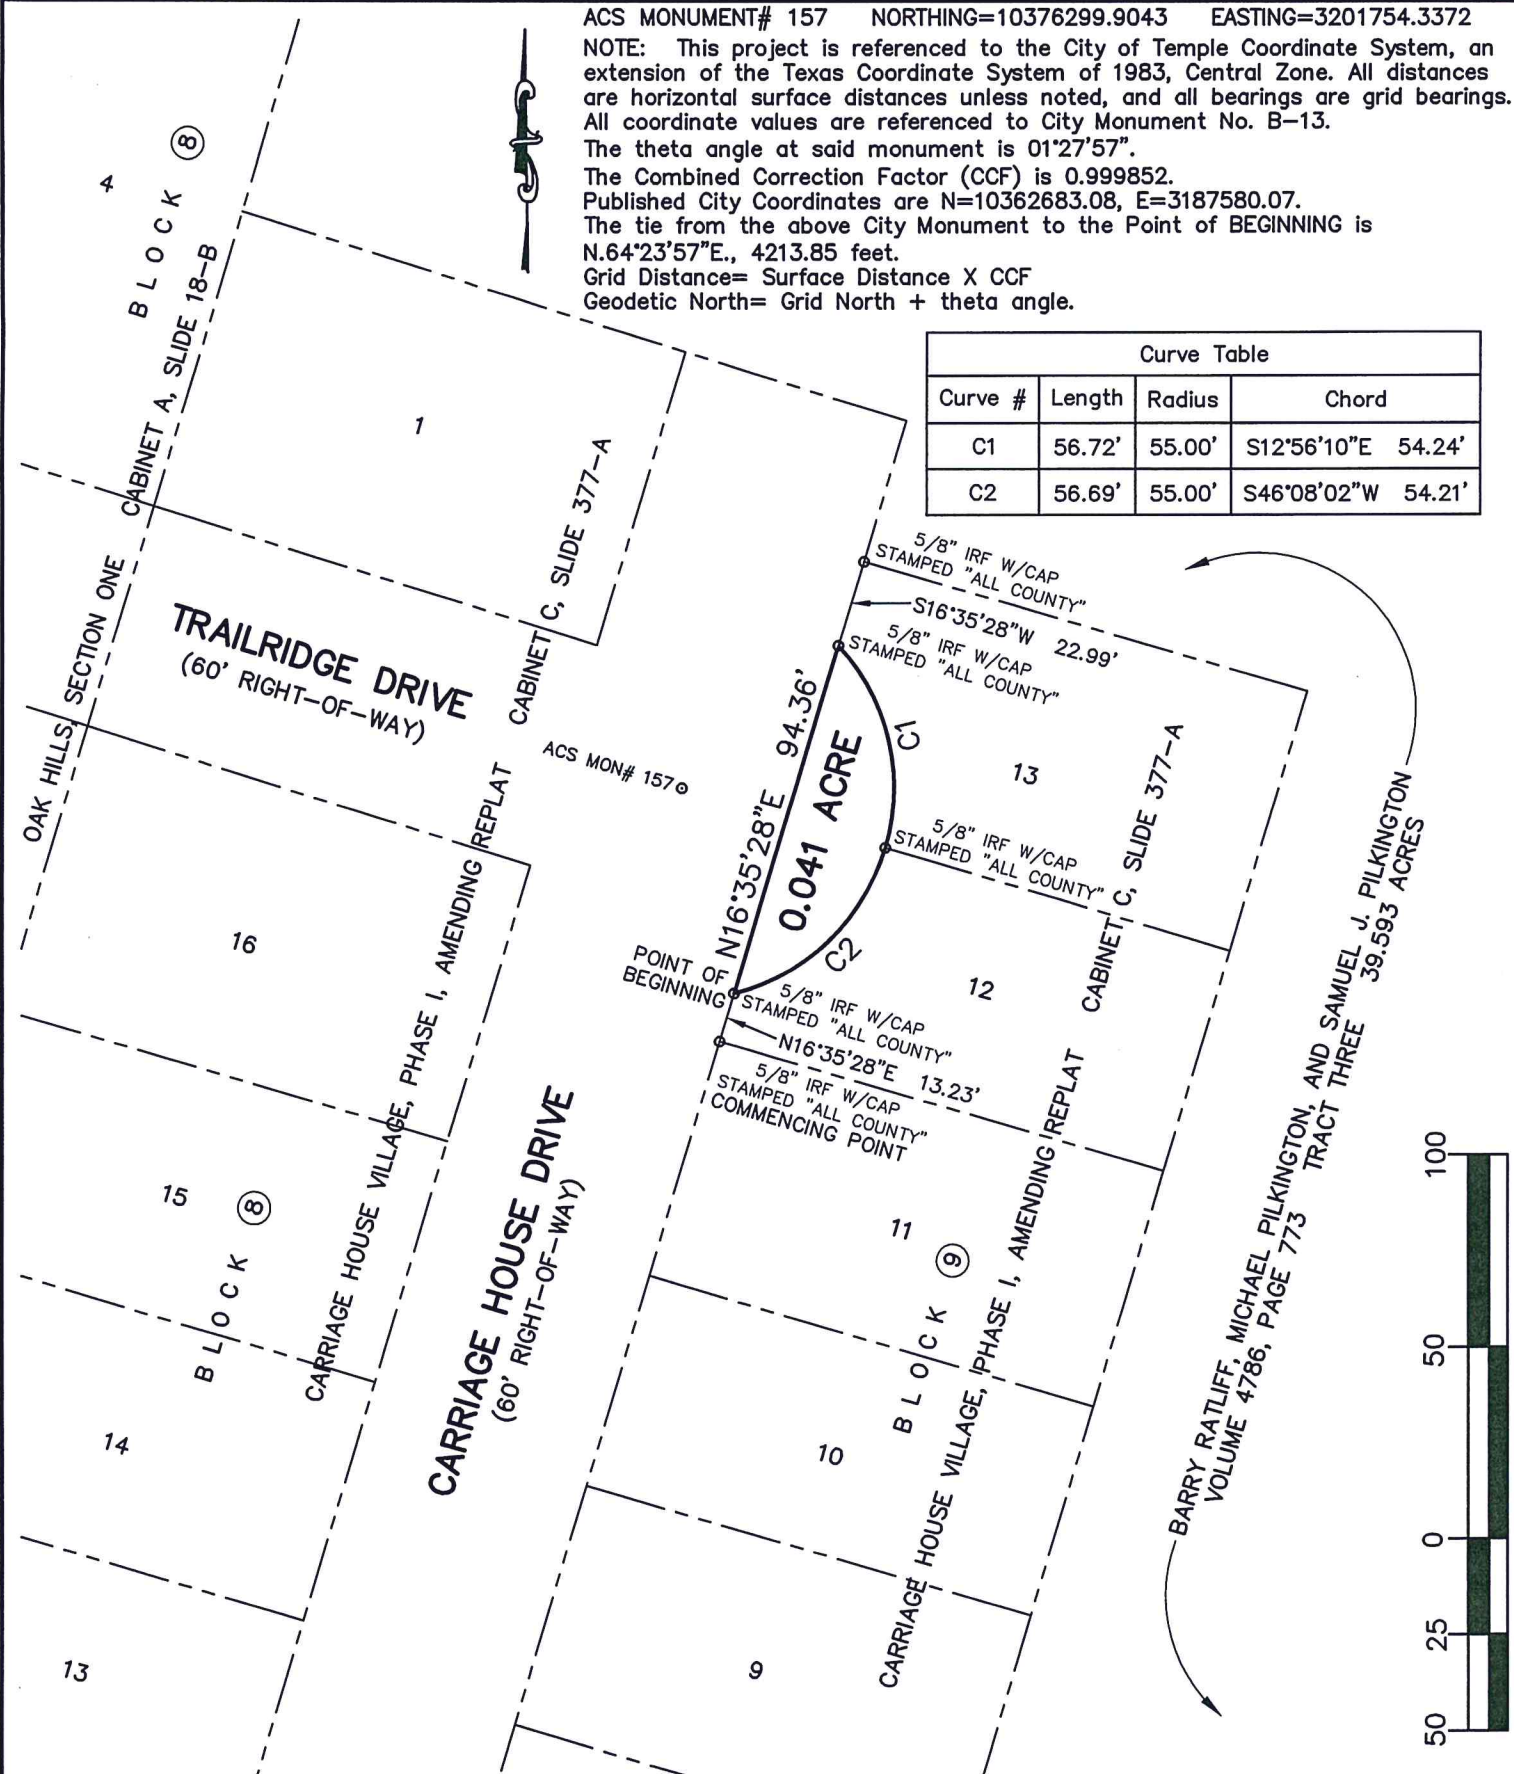 ACS MONUMENT# 157 NORTHING=10376299.9043 EASTING=3201754.3372
NOTE: This project is referenced to the City of Temple Coordinate System, an
extension of the Texas Coordinate System of 1983, Central Zone. All distances
are horizontal surface distances unless noted, and all bearings are grid bearings.
All coordinate values are referenced to City Monument No. B-13.
The theta angle at said monument is 01°27'57".
The Combined Correction Factor (CCF) is 0.999852.
Published City Coordinates are N=10362683.08, E=3187580.07.
The tie from the above City Monument to the Point of BEGINNING is
N.64°23'57"E., 4213.85 feet.
Grid Distance= Surface Distance X CCF
Geodetic North= Grid North + theta angle.
Curve Table
Curve # Length Radius Chord
C1 56.72' 55.00' S12°56'10"E 54.24'
C2 56.69' 55.00' S46°08'02"W 54.21'
4
BLOCK 8
OAK HILLS, SECTION ONE CABINET A, SLIDE 18-B
1
TRAILRIDGE DRIVE
(60' RIGHT-OF-WAY)
CARRIAGE HOUSE VILLAGE, PHASE I, AMENDING REPLAT CABINET C, SLIDE 377-A
ACS MON# 157
5/8" IRF W/CAP
STAMPED "ALL COUNTY"
S16°35'28"W 22.99'
5/8" IRF W/CAP
STAMPED "ALL COUNTY"
N16°35'28"E 94.36'
0.041 ACRE
C1
13
5/8" IRF W/CAP
STAMPED "ALL COUNTY"
C2
12
POINT OF
BEGINNING
5/8" IRF W/CAP
STAMPED "ALL COUNTY"
N16°35'28"E 13.23'
5/8" IRF W/CAP
STAMPED "ALL COUNTY"
COMMENCING POINT
16
15
BLOCK 8
14
13
CARRIAGE HOUSE DRIVE
(60' RIGHT-OF-WAY)
11
BLOCK 9
10
9
CARRIAGE HOUSE VILLAGE, PHASE I, AMENDING REPLAT CABINET C, SLIDE 377-A
BARRY RATLIFF, MICHAEL PILKINGTON, AND SAMUEL J. PILKINGTON
VOLUME 4786, PAGE 773 TRACT THREE 39.593 ACRES
100
50
0
25
50